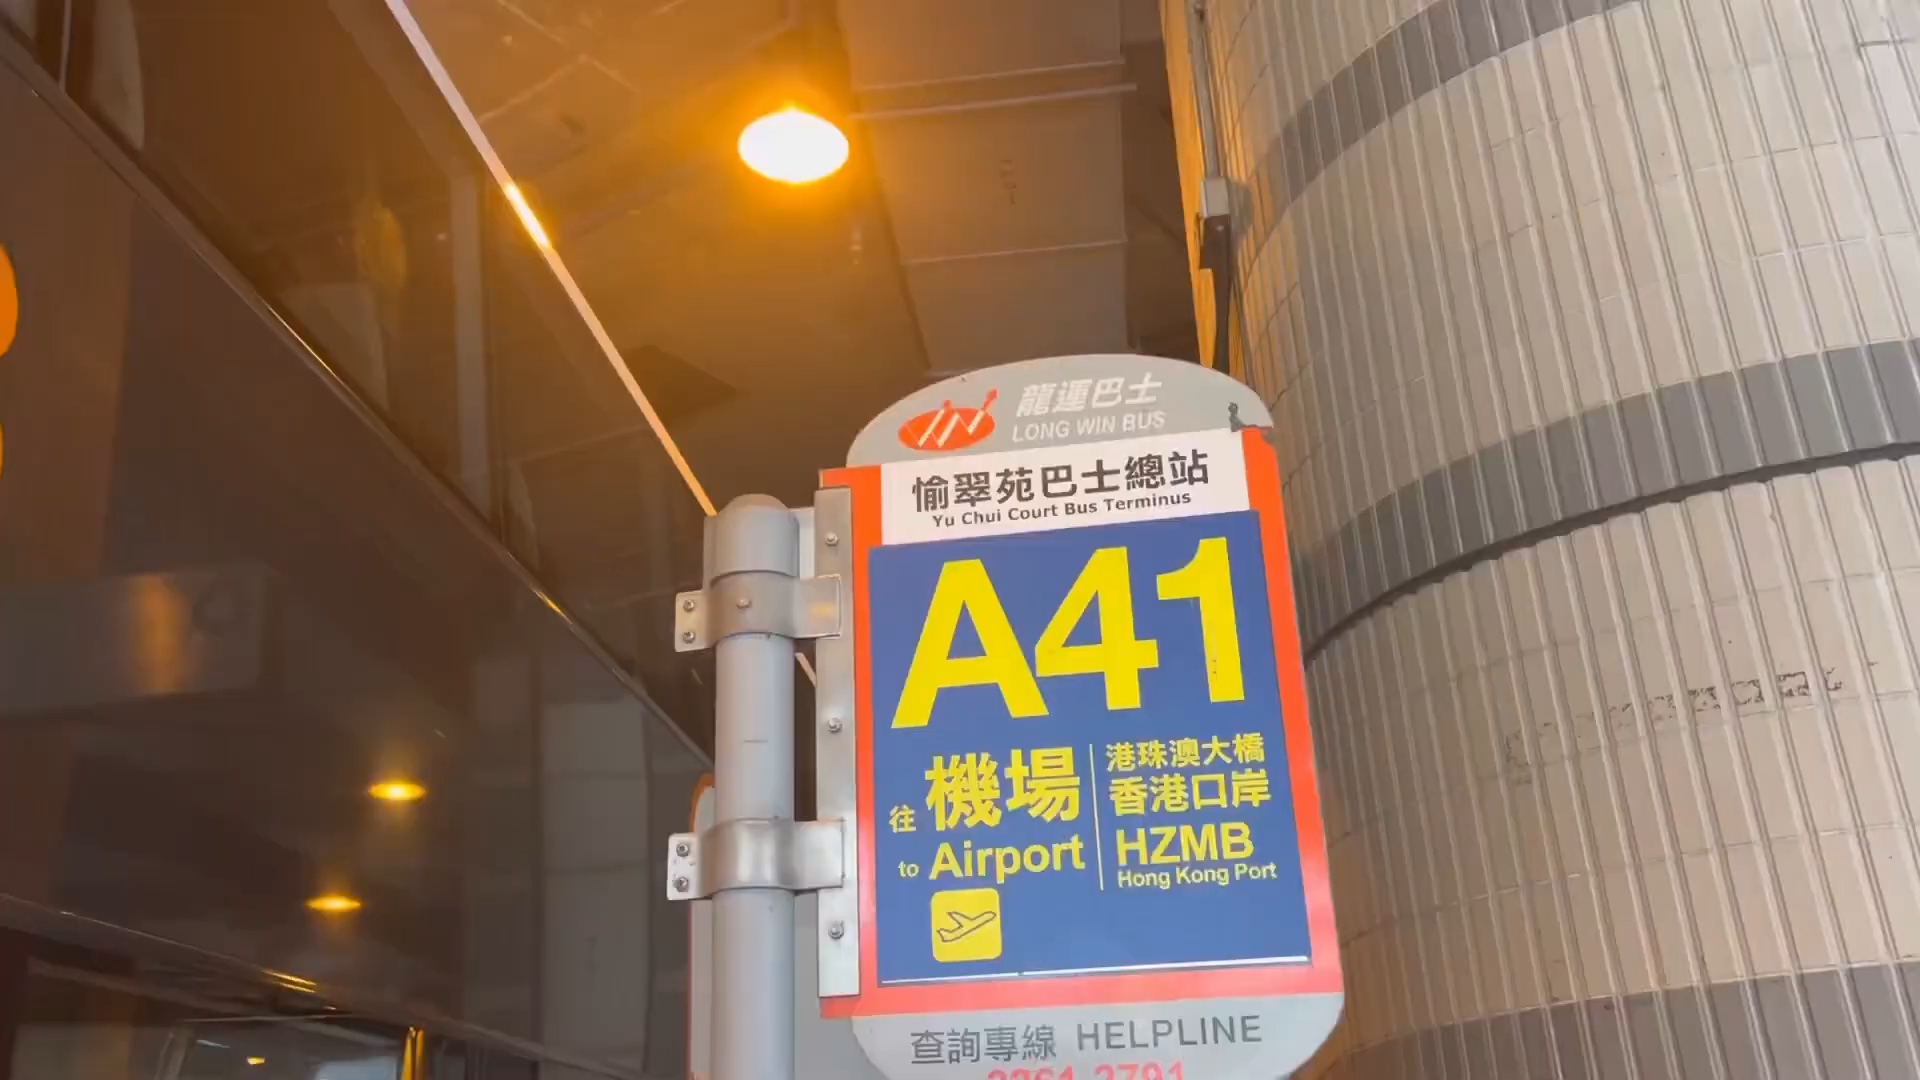 龍運巴士
LONG WIN BUS
愉翠苑巴士總站
Yu Chui Court Bus Terminus
A41
往 機場
to Airport
港珠澳大橋
香港口岸
HZMB
Hong Kong Port
查詢專線 HELPLINE
2261 2791